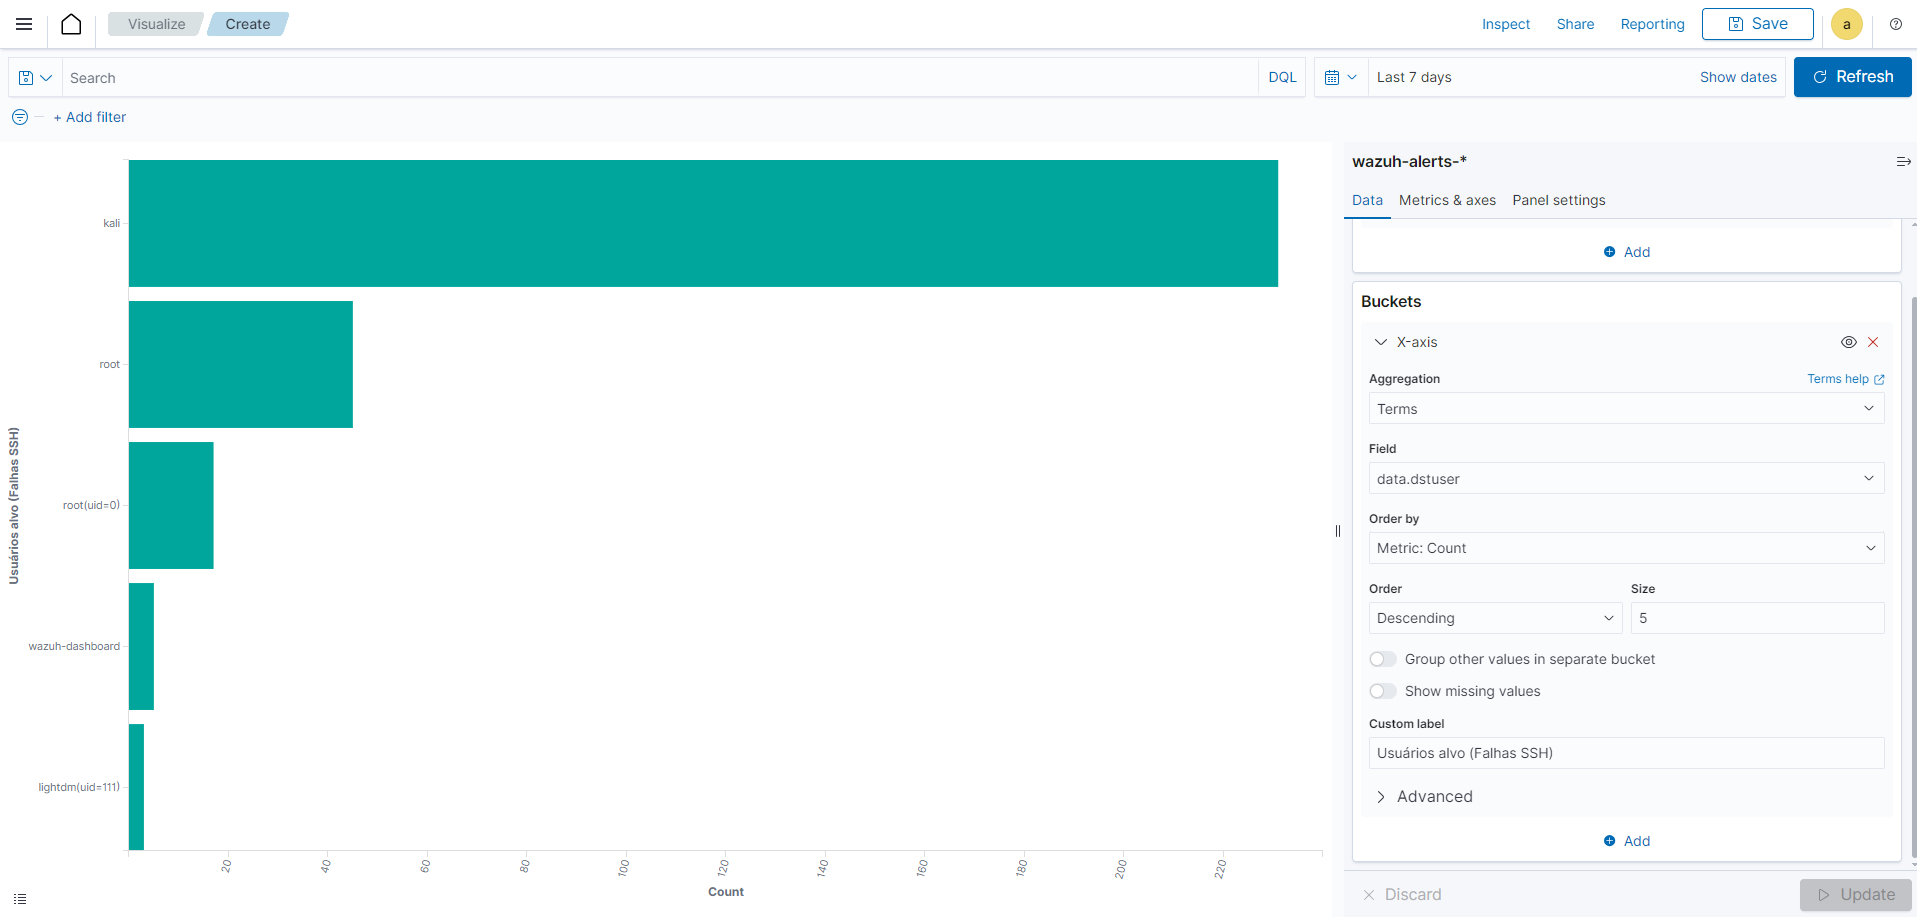 Visualize Create Inspect Share Reporting Save a
Search DQL Last 7 days Show dates Refresh
+ Add filter
kali
root
root(uid=0)
wazuh-dashboard
lightdm(uid=111)
Usuários alvo (Falhas SSH)
20 40 60 80 100 120 140 160 180 200 220
Count
wazuh-alerts-*
Data Metrics & axes Panel settings
Add
Buckets
X-axis
Aggregation Terms help
Terms
Field
data.dstuser
Order by
Metric: Count
Order Size
Descending 5
Group other values in separate bucket
Show missing values
Custom label
Usuários alvo (Falhas SSH)
Advanced
Add
Discard Update